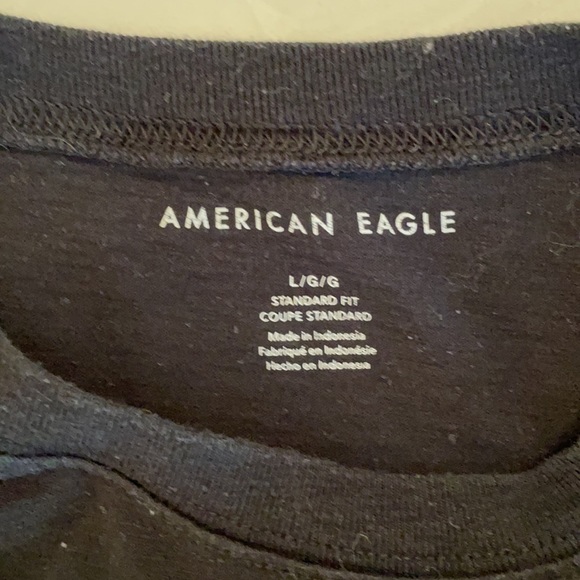 AMERICAN EAGLE
L/G/G
STANDARD FIT
COUPE STANDARD
Made in Indonesia
Fabriqué en Indonésie
Hecho en Indonesia